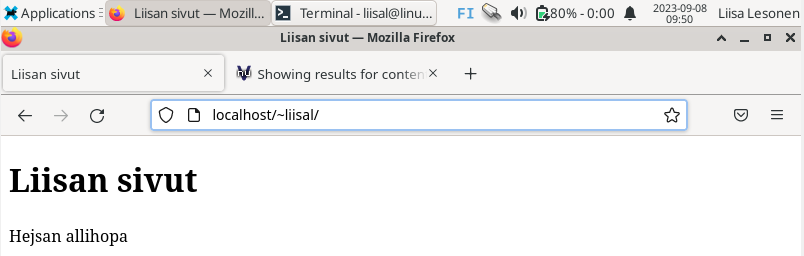 Applications
Liisan sivut — Mozill...
Terminal - liisal@linu...
FI
80% - 0:00
2023-09-08
09:50
Liisa Lesonen
Liisan sivut — Mozilla Firefox
Liisan sivut
Showing results for conten
localhost/~liisal/
Liisan sivut
Hejsan allihopa